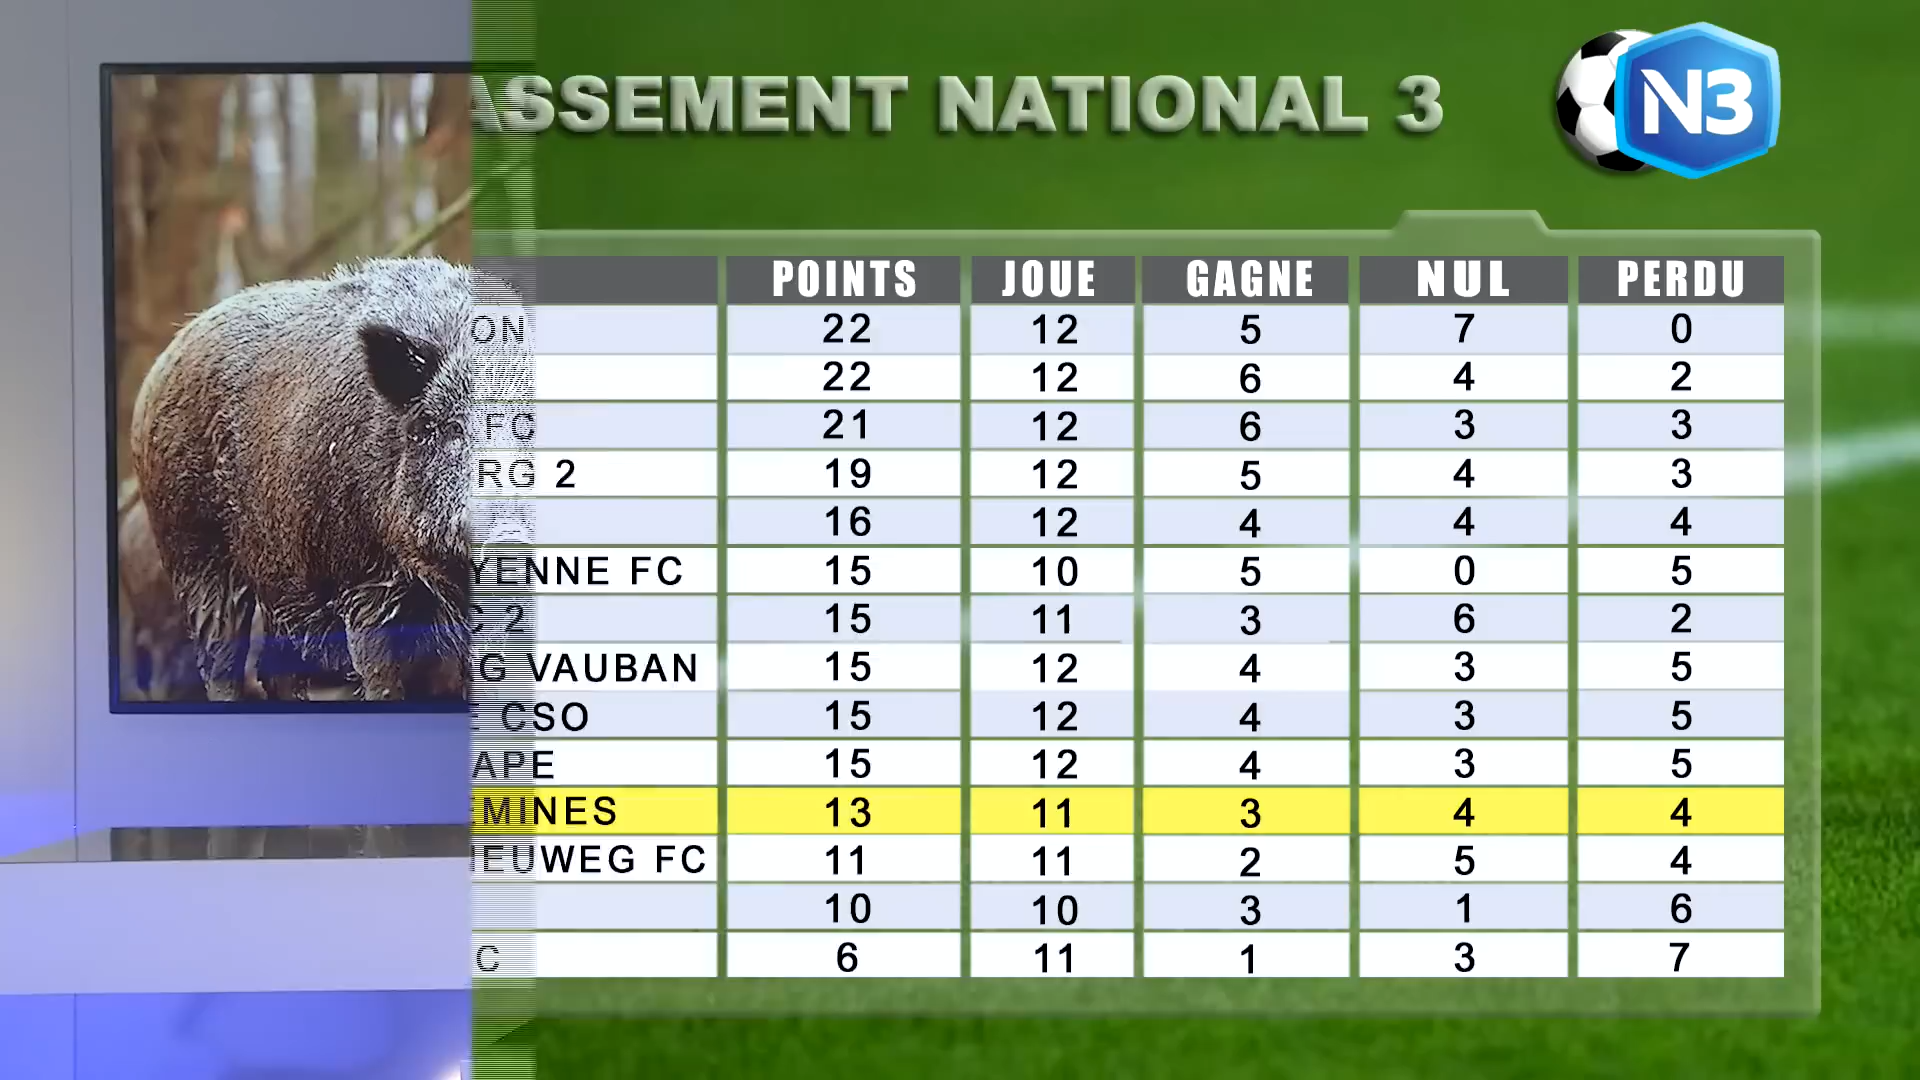 ASSEMENT NATIONAL 3
N3
POINTS JOUE GAGNE NUL PERDU
ON 22 12 5 7 0
22 12 6 4 2
FC 21 12 6 3 3
RG 2 19 12 5 4 3
16 12 4 4 4
YENNE FC 15 10 5 0 5
C 2 15 11 3 6 2
G VAUBAN 15 12 4 3 5
E CSO 15 12 4 3 5
APE 15 12 4 3 5
EMINES 13 11 3 4 4
IEUWEG FC 11 11 2 5 4
10 10 3 1 6
C 6 11 1 3 7